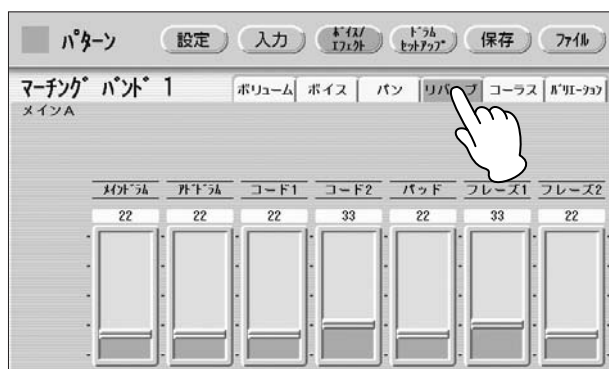 パターン 設定 入力 ボイス/エフェクト ドラムセットアップ 保存 ファイル
マーチング バンド 1 ボリューム ボイス パン リバーブ コーラス バリエーション
メインA
メインドラム アドドラム コード1 コード2 パッド フレーズ1 フレーズ2
22 22 22 33 22 33 22